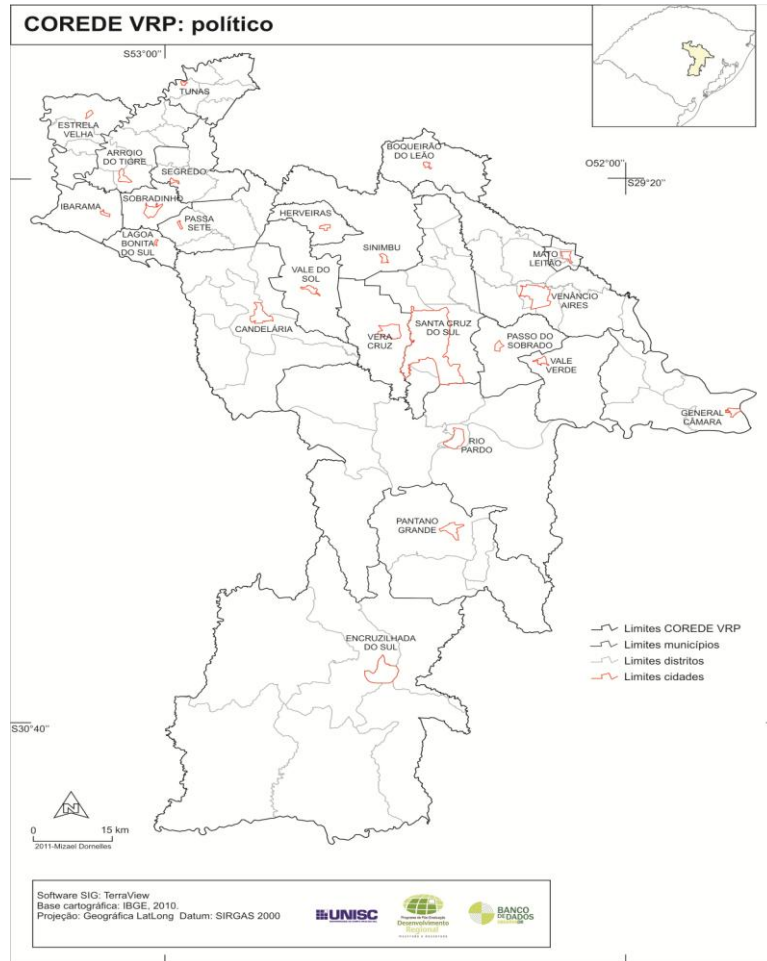 COREDE VRP: político
S53°00’’
TUNAS
ESTRELA
VELHA
ARROIO
DO TIGRE
BOQUEIRÃO
DO LEÃO
O52°00’’
S29°20’’
SEGREDO
IBARAMA
SOBRADINHO
PASSA
SETE
HERVEIRAS
LAGOA
BONITA
DO SUL
SINIMBU
MATO
LEITÃO
VALE DO
SOL
VENÂNCIO
AIRES
CANDELÁRIA
VERA
CRUZ
SANTA CRUZ
DO SUL
PASSO DO
SOBRADO
VALE
VERDE
GENERAL
CÂMARA
RIO
PARDO
PANTANO
GRANDE
ENCRUZILHADA
DO SUL
Limites COREDE VRP
Limites municípios
Limites distritos
Limites cidades
S30°40’’
N
0 15 km
2011-Mizael Dornelles
Software SIG: TerraView
Base cartográfica: IBGE, 2010.
Projeção: Geográfica LatLong Datum: SIRGAS 2000
UNISC
Programa de Pós-Graduação
Desenvolvimento
Regional
BANCO
DE DADOS